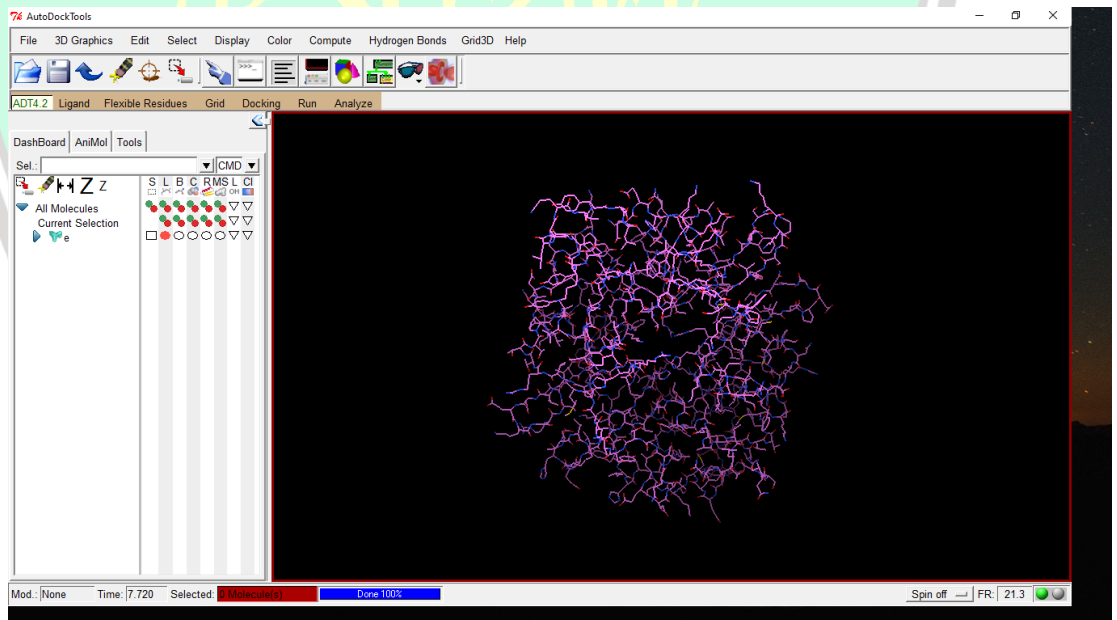 AutoDockTools
File 3D Graphics Edit Select Display Color Compute Hydrogen Bonds Grid3D Help
ADT4.2 Ligand Flexible Residues Grid Docking Run Analyze
DashBoard AniMol Tools
Sel.: CMD
Z Z S L B C R MS L Cl
All Molecules
Current Selection
e
Mod.: None Time: 7.720 Selected: 0 Molecule(s) Done 100% Spin off FR: 21.3